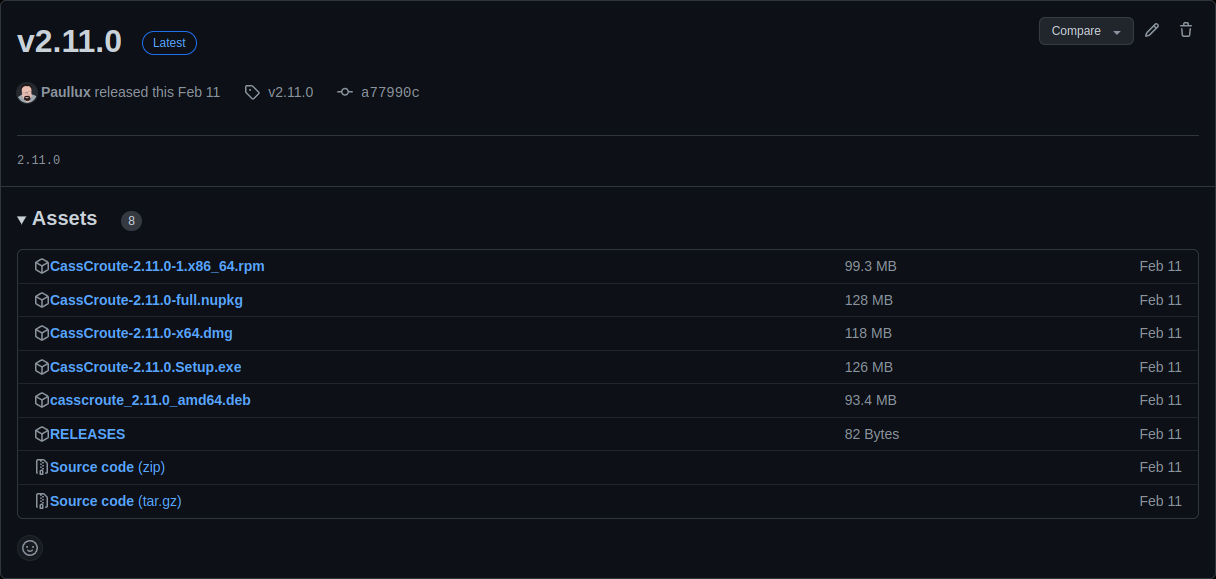 v2.11.0 Latest Compare
Paullux released this Feb 11 v2.11.0 a77990c
2.11.0
Assets 8
CassCroute-2.11.0-1.x86_64.rpm 99.3 MB Feb 11
CassCroute-2.11.0-full.nupkg 128 MB Feb 11
CassCroute-2.11.0-x64.dmg 118 MB Feb 11
CassCroute-2.11.0.Setup.exe 126 MB Feb 11
casscroute_2.11.0_amd64.deb 93.4 MB Feb 11
RELEASES 82 Bytes Feb 11
Source code (zip) Feb 11
Source code (tar.gz) Feb 11